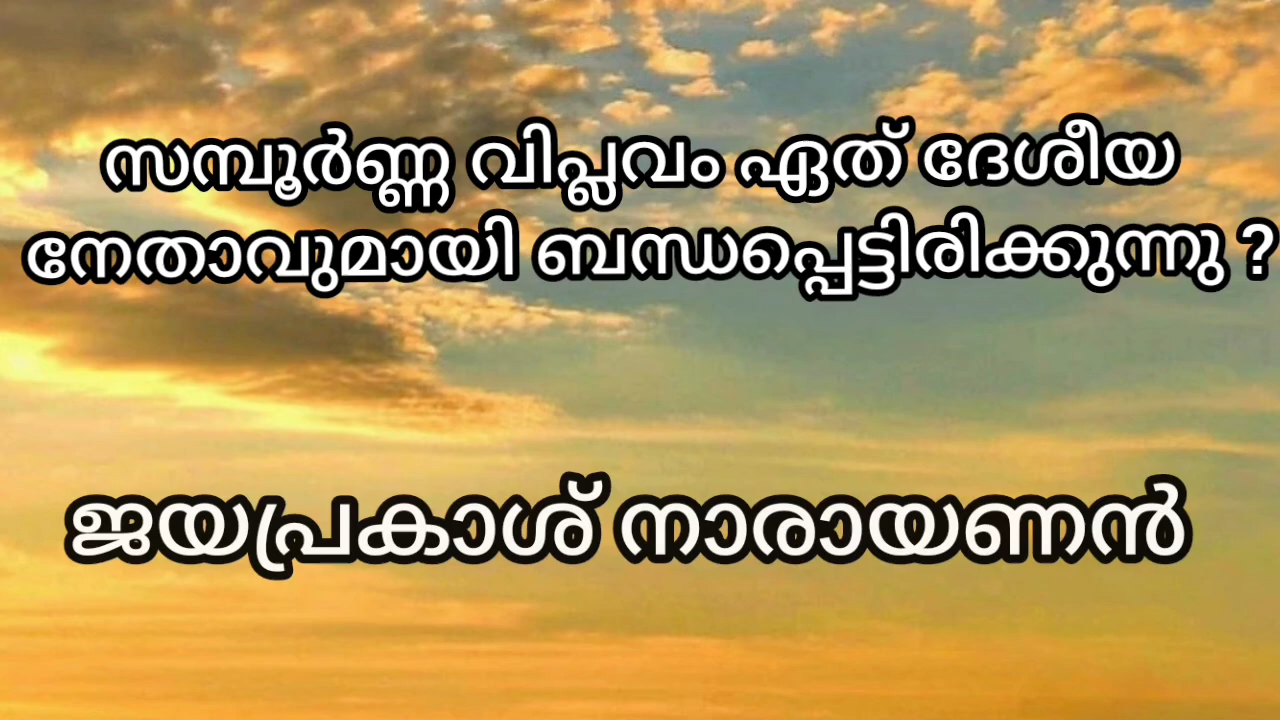 സമ്പൂർണ്ണ വിപ്ലവം ഏത് ദേശീയ
നേതാവുമായി ബന്ധപ്പെട്ടിരിക്കുന്നു ?
ജയപ്രകാശ് നാരായണൻ